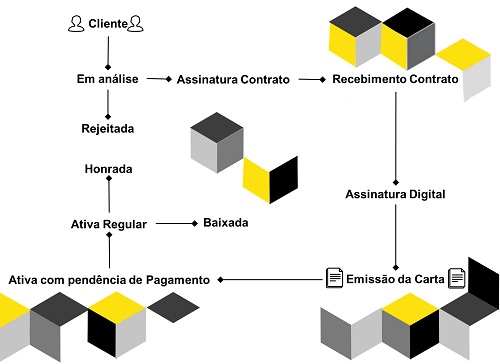 Cliente
Em análise
Assinatura Contrato
Recebimento Contrato
Rejeitada
Honrada
Assinatura Digital
Ativa Regular
Baixada
Ativa com pendência de Pagamento
Emissão da Carta